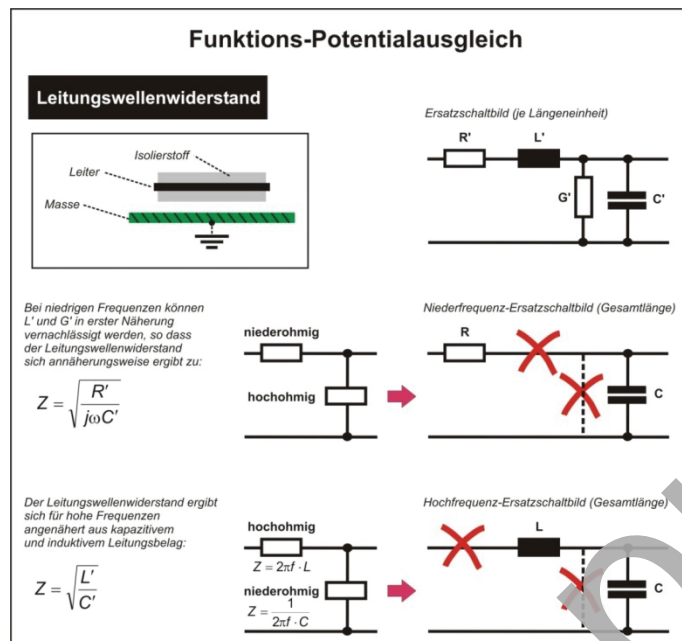 Funktions-Potentialausgleich
Leitungswellenwiderstand
Isolierstoff
Leiter
Masse
Ersatzschaltbild (je Längeneinheit)
R'
L'
G'
C'
Bei niedrigen Frequenzen können
L' und G' in erster Näherung
vernachlässigt werden, so dass
der Leitungswellenwiderstand
sich annäherungsweise ergibt zu:
Z = √(R' / jωC')
niederohmig
hochohmig
Niederfrequenz-Ersatzschaltbild (Gesamtlänge)
R
C
Der Leitungswellenwiderstand ergibt
sich für hohe Frequenzen
angenähert aus kapazitivem
und induktivem Leitungsbelag:
Z = √(L' / C')
hochohmig
Z = 2πf · L
niederohmig
Z = 1 / (2πf · C)
Hochfrequenz-Ersatzschaltbild (Gesamtlänge)
L
C